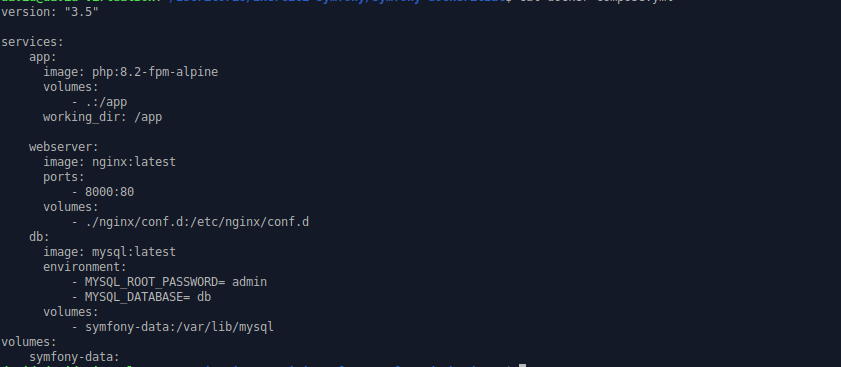 version: "3.5"

services:
    app:
      image: php:8.2-fpm-alpine
      volumes:
          - .:/app
      working_dir: /app

    webserver:
      image: nginx:latest
      ports:
          - 8000:80
      volumes:
          - ./nginx/conf.d:/etc/nginx/conf.d
    db:
      image: mysql:latest
      environment:
          - MYSQL_ROOT_PASSWORD= admin
          - MYSQL_DATABASE= db
      volumes:
          - symfony-data:/var/lib/mysql
volumes:
    symfony-data: